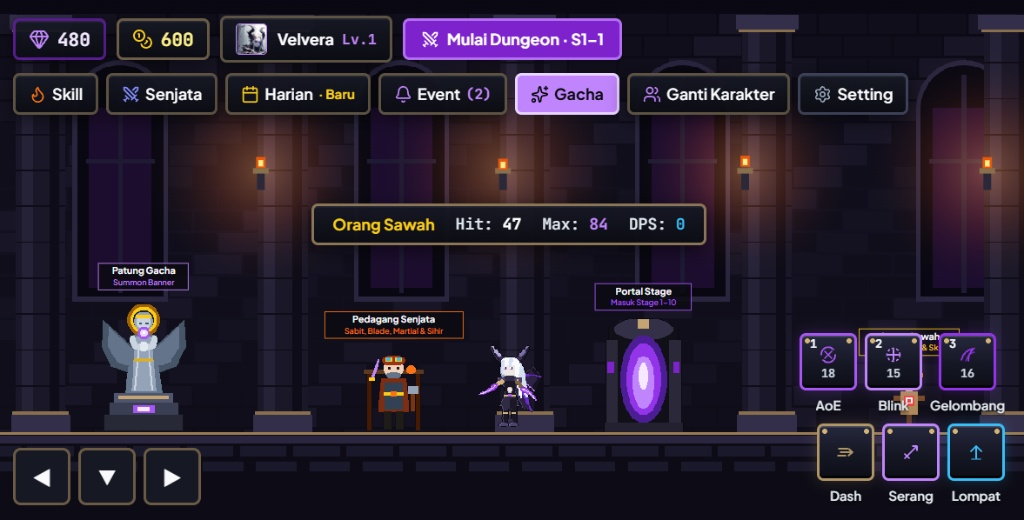 480
600
Velvera Lv.1
Mulai Dungeon · S1-1
Skill
Senjata
Harian · Baru
Event (2)
Gacha
Ganti Karakter
Setting
Orang Sawah Hit: 47 Max: 84 DPS: 0
Patung Gacha
Summon Banner
Pedagang Senjata
Sabit, Blade, Martial & Sihir
Portal Stage
Masuk Stage 1-10
1
18
AoE
2
15
Blink
3
16
Gelombang
Dash
Serang
Lompat